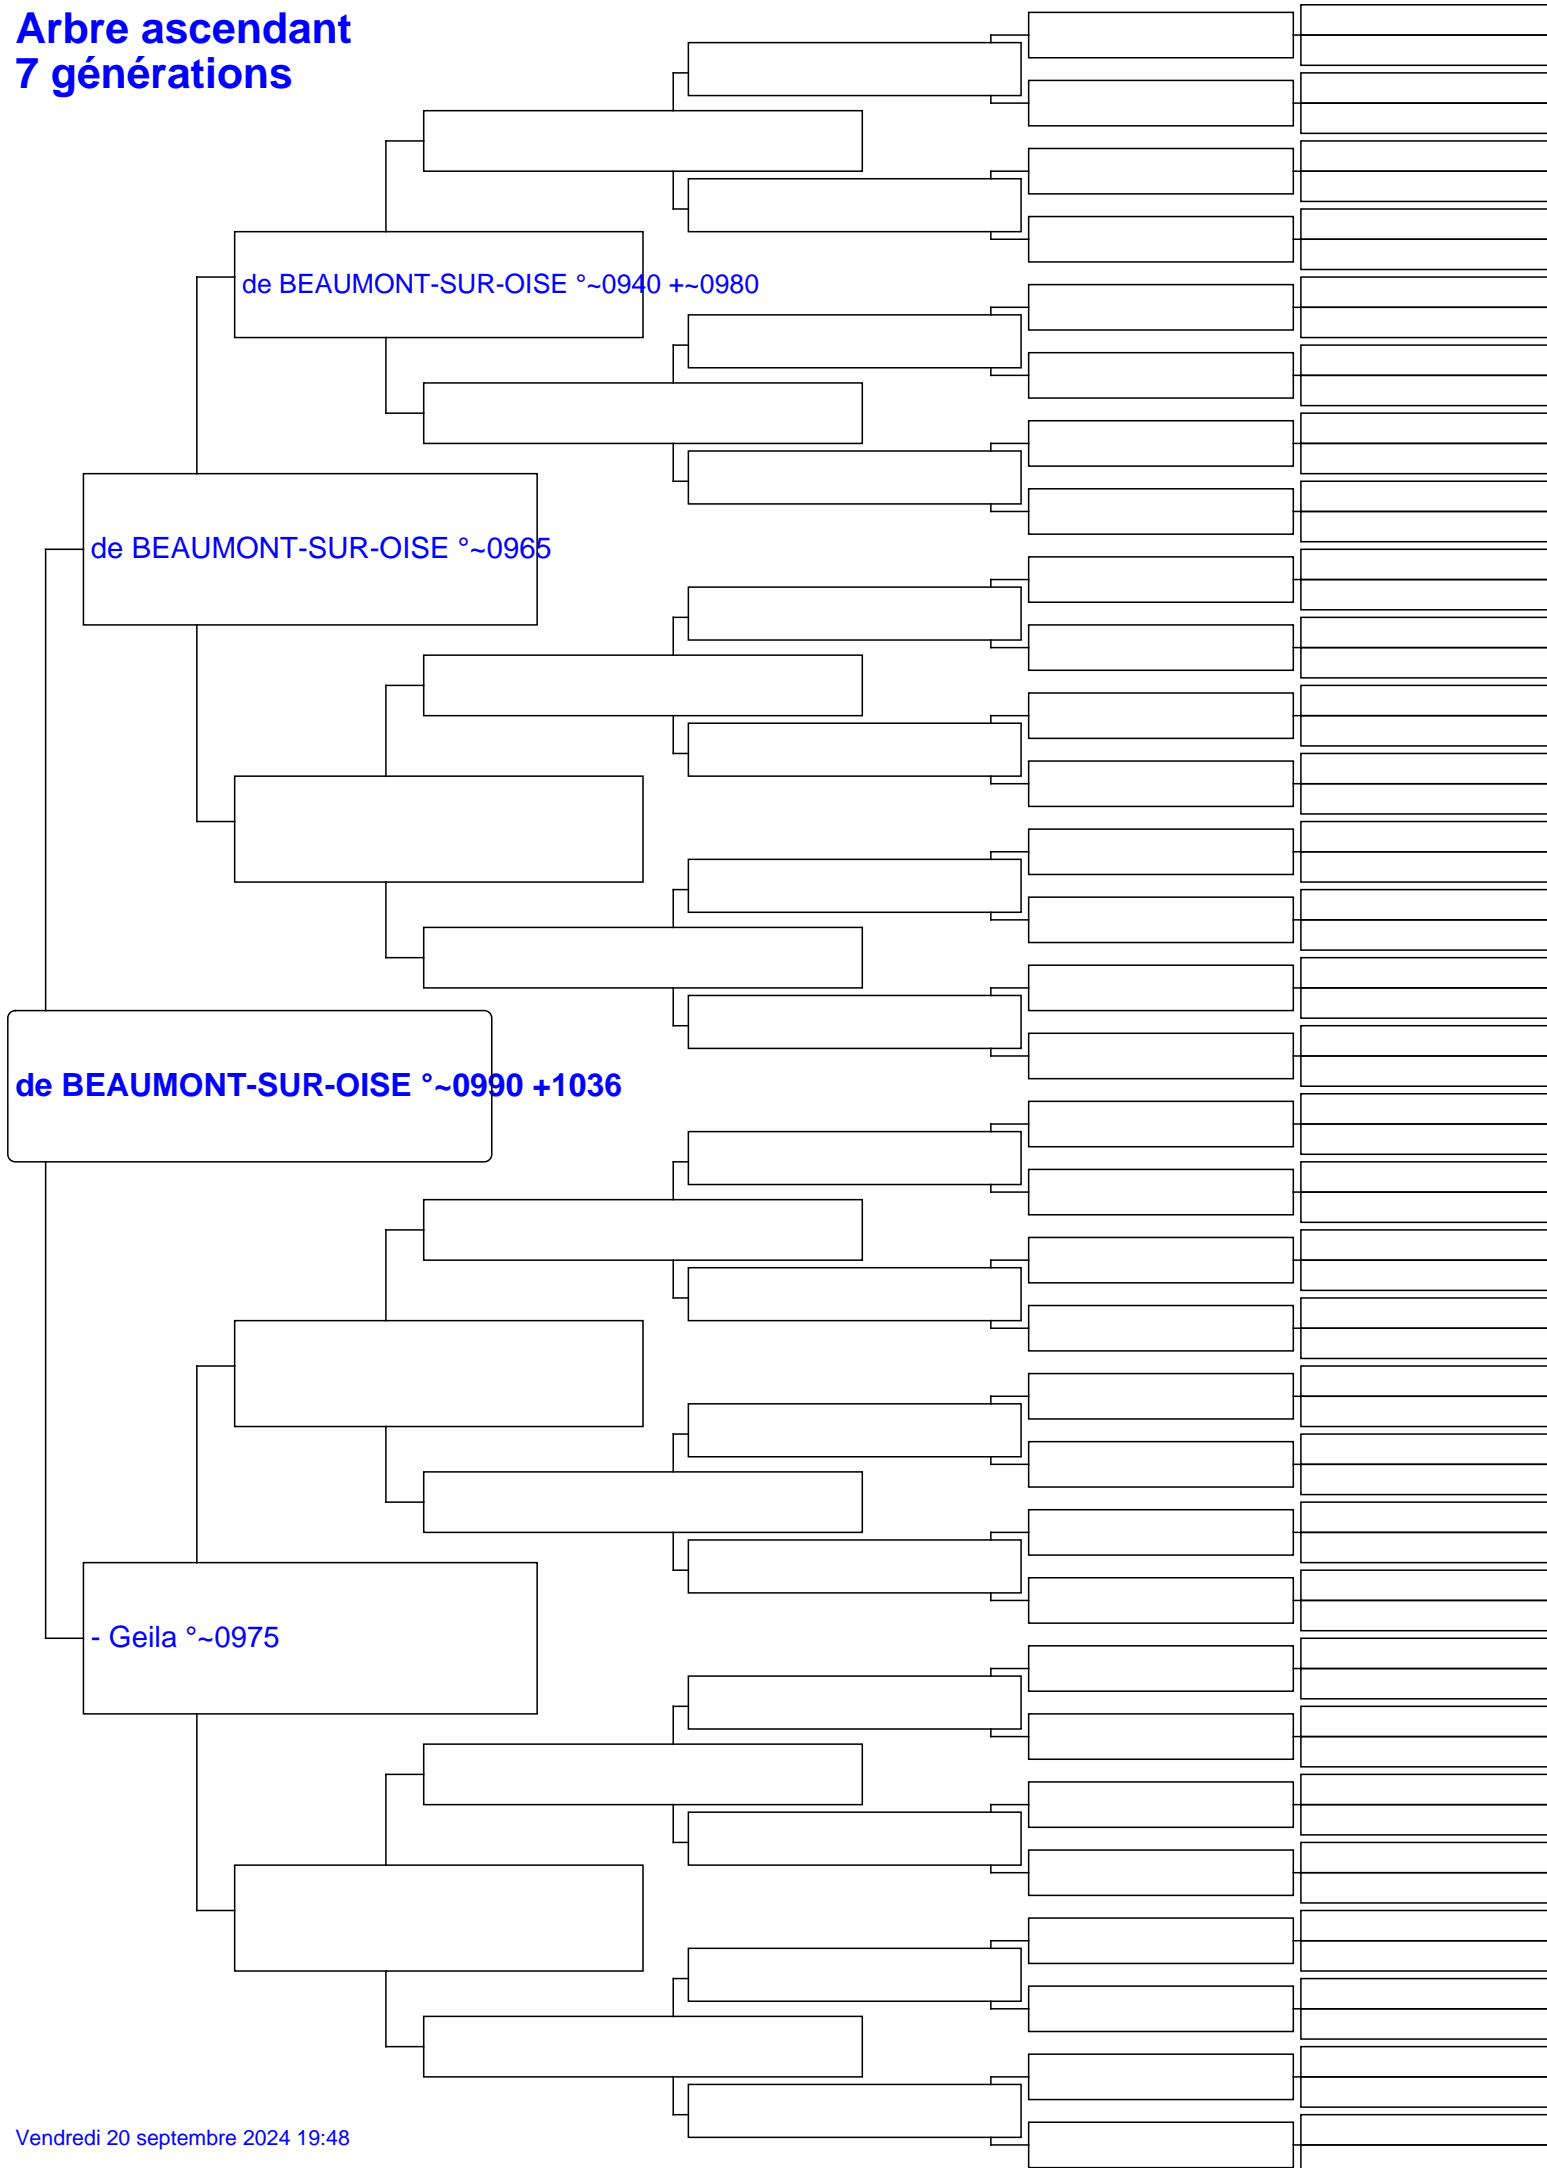 Arbre ascendant
7 générations
de BEAUMONT-SUR-OISE °~0940 +~0980
de BEAUMONT-SUR-OISE °~0965
de BEAUMONT-SUR-OISE °~0990 +1036
- Geila °~0975
Vendredi 20 septembre 2024 19:48